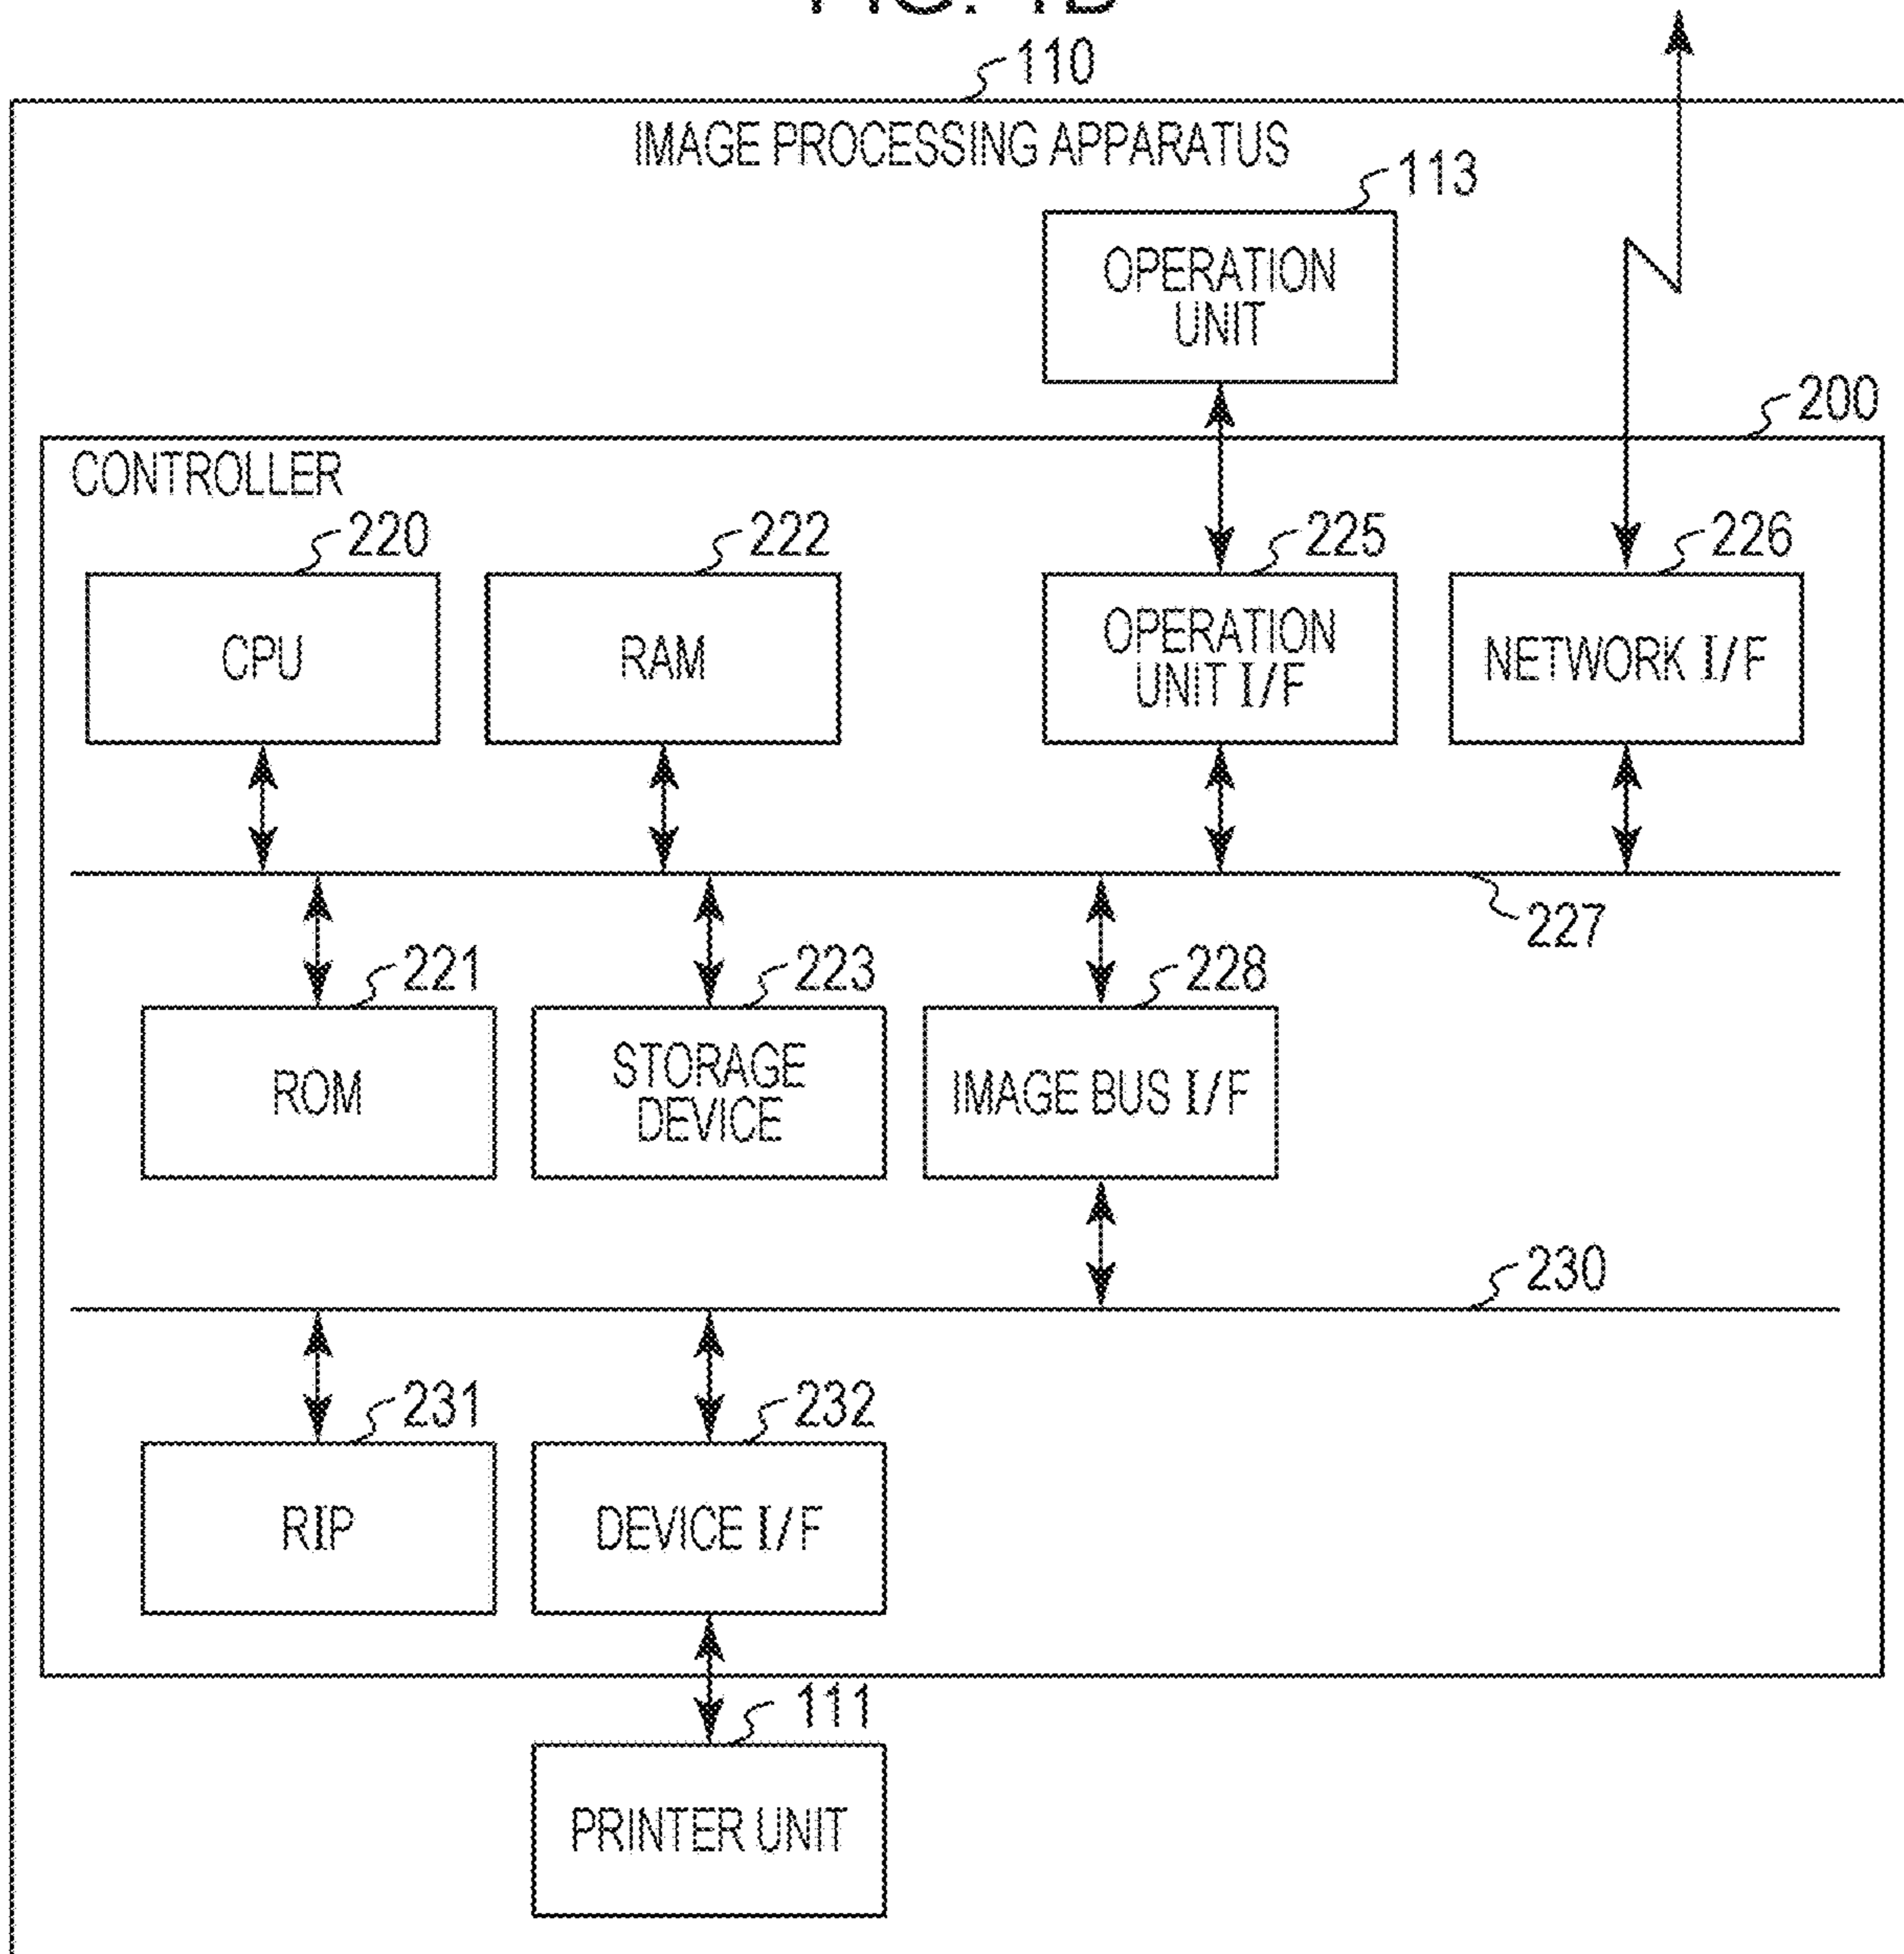 110
IMAGE PROCESSING APPARATUS
113
OPERATION
UNIT
200
CONTROLLER
220
222
225
226
CPU
RAM
OPERATION
UNIT I/F
NETWORK I/F
227
221
223
228
ROM
STORAGE
DEVICE
IMAGE BUS I/F
230
231
232
RIP
DEVICE I/F
111
PRINTER UNIT